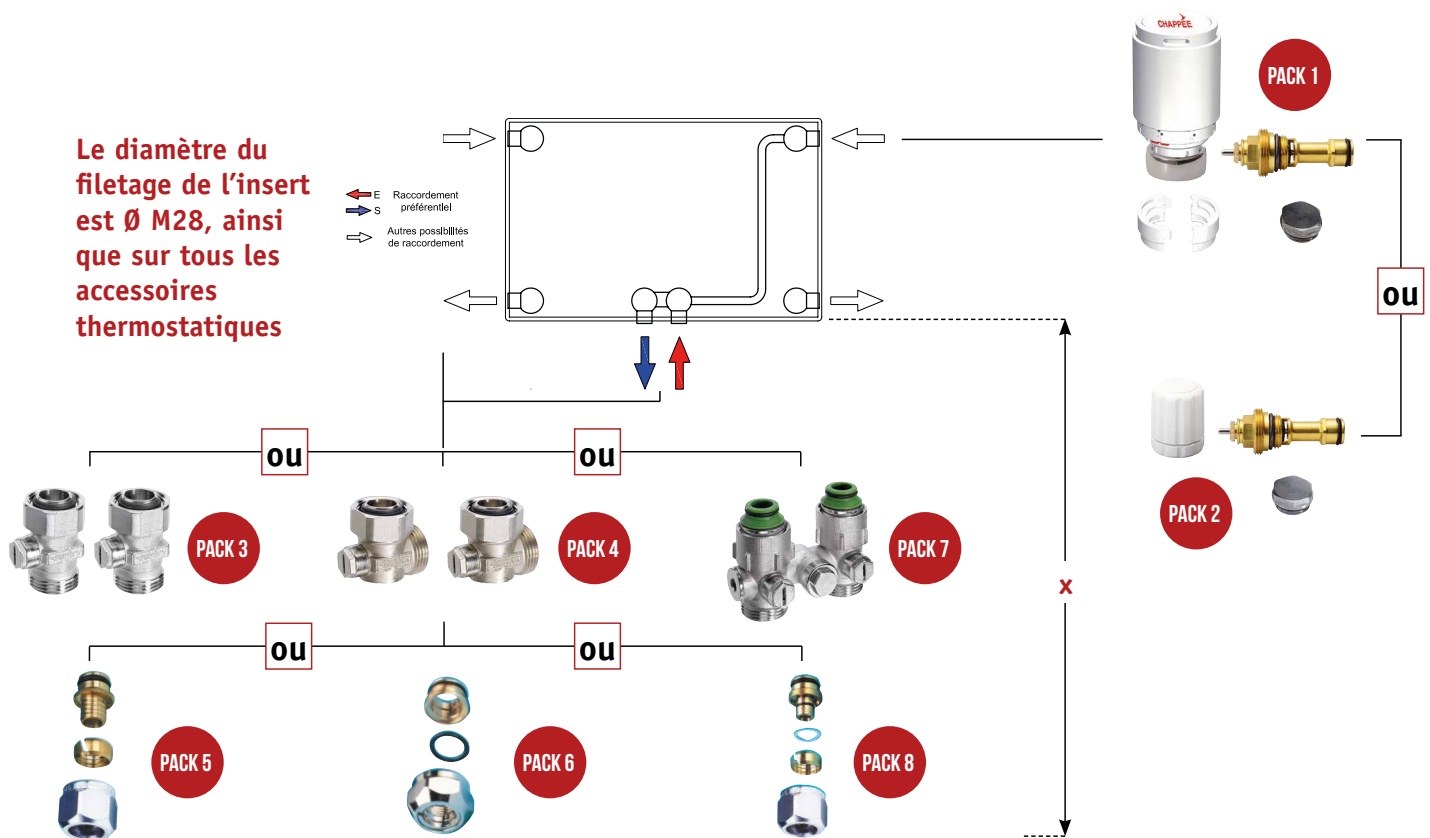 CHAPPÉE
PACK 1
Le diamètre du
filetage de l'insert
est Ø M28, ainsi
que sur tous les
accessoires
thermostatiques
E Raccordement
S préférentiel
Autres possibilités
de raccordement
ou
PACK 2
ou
ou
PACK 3
PACK 4
PACK 7
x
ou
ou
PACK 5
PACK 6
PACK 8